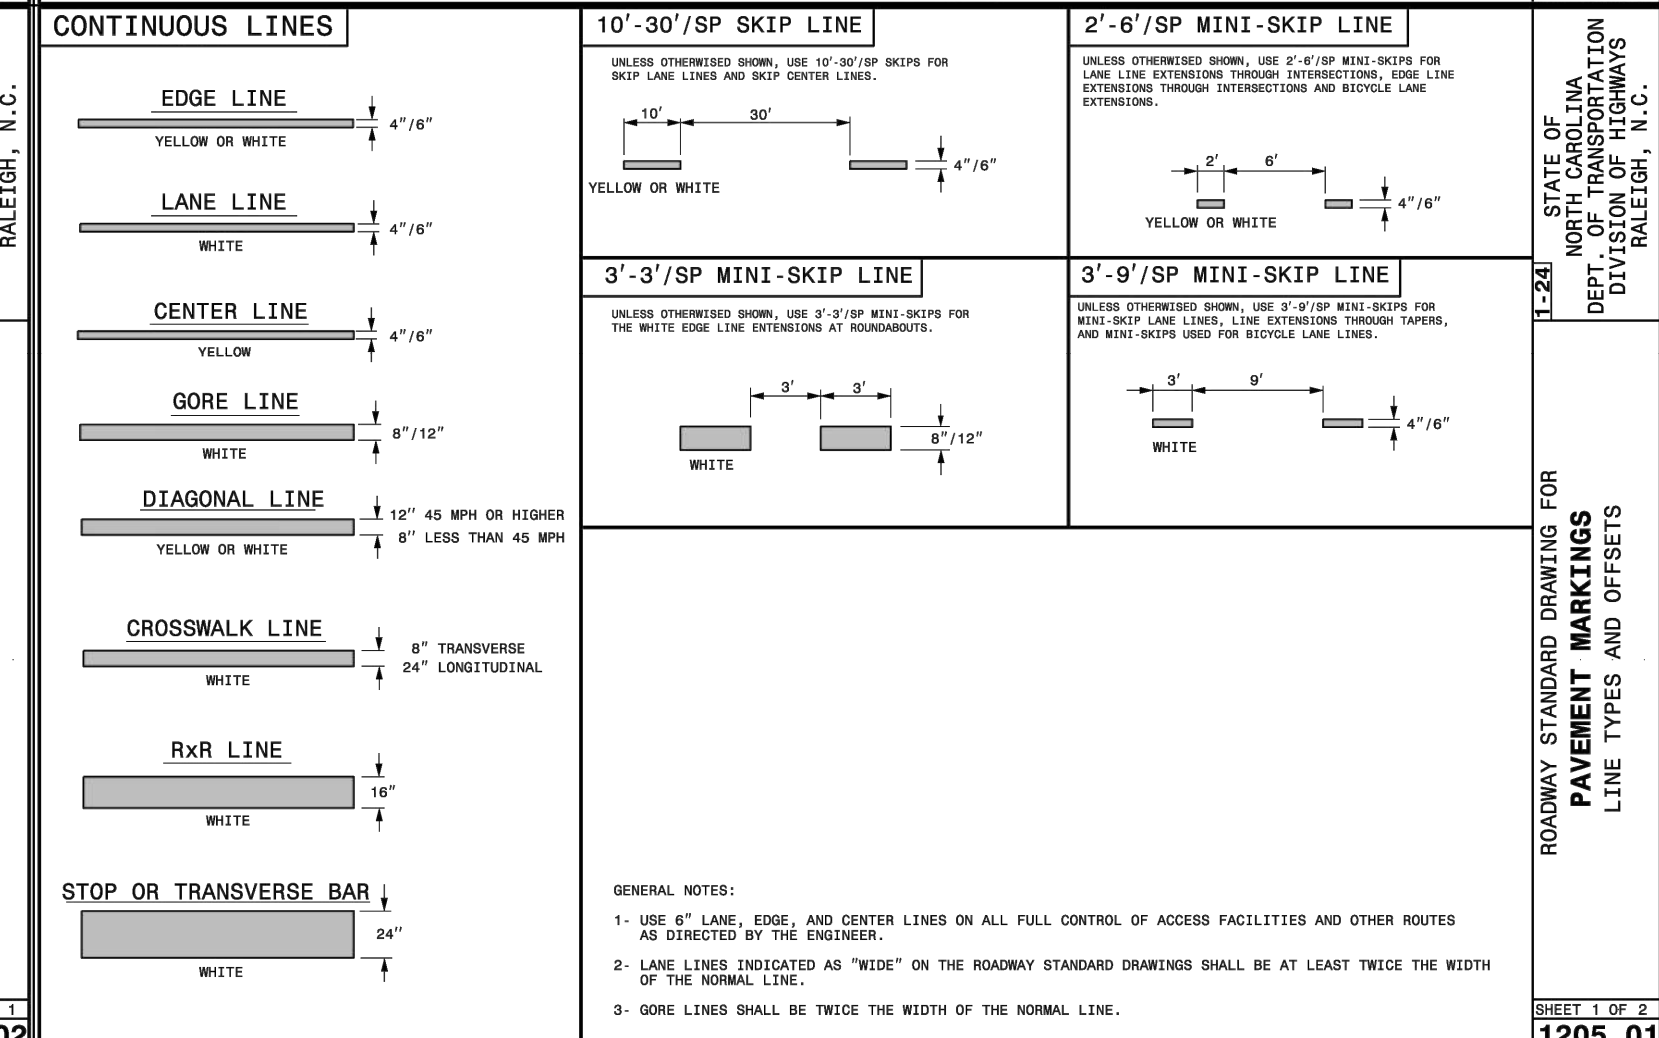 RALEIGH, N.C.
1
02
CONTINUOUS LINES
EDGE LINE
4"/6"
YELLOW OR WHITE
LANE LINE
4"/6"
WHITE
CENTER LINE
4"/6"
YELLOW
GORE LINE
8"/12"
WHITE
DIAGONAL LINE
12'' 45 MPH OR HIGHER
8'' LESS THAN 45 MPH
YELLOW OR WHITE
CROSSWALK LINE
8" TRANSVERSE
24" LONGITUDINAL
WHITE
RxR LINE
16"
WHITE
STOP OR TRANSVERSE BAR
24''
WHITE
10'-30'/SP SKIP LINE
UNLESS OTHERWISED SHOWN, USE 10'-30'/SP SKIPS FOR
SKIP LANE LINES AND SKIP CENTER LINES.
10' 30'
4"/6"
YELLOW OR WHITE
2'-6'/SP MINI-SKIP LINE
UNLESS OTHERWISED SHOWN, USE 2'-6'/SP MINI-SKIPS FOR
LANE LINE EXTENSIONS THROUGH INTERSECTIONS, EDGE LINE
EXTENSIONS THROUGH INTERSECTIONS AND BICYCLE LANE
EXTENSIONS.
2' 6'
4"/6"
YELLOW OR WHITE
3'-3'/SP MINI-SKIP LINE
UNLESS OTHERWISED SHOWN, USE 3'-3'/SP MINI-SKIPS FOR
THE WHITE EDGE LINE ENTENSIONS AT ROUNDABOUTS.
3' 3'
8"/12"
WHITE
3'-9'/SP MINI-SKIP LINE
UNLESS OTHERWISED SHOWN, USE 3'-9'/SP MINI-SKIPS FOR
MINI-SKIP LANE LINES, LINE EXTENSIONS THROUGH TAPERS,
AND MINI-SKIPS USED FOR BICYCLE LANE LINES.
3' 9'
4"/6"
WHITE
GENERAL NOTES:
1- USE 6" LANE, EDGE, AND CENTER LINES ON ALL FULL CONTROL OF ACCESS FACILITIES AND OTHER ROUTES
AS DIRECTED BY THE ENGINEER.
2- LANE LINES INDICATED AS "WIDE" ON THE ROADWAY STANDARD DRAWINGS SHALL BE AT LEAST TWICE THE WIDTH
OF THE NORMAL LINE.
3- GORE LINES SHALL BE TWICE THE WIDTH OF THE NORMAL LINE.
1-24
STATE OF
NORTH CAROLINA
DEPT. OF TRANSPORTATION
DIVISION OF HIGHWAYS
RALEIGH, N.C.
ROADWAY STANDARD DRAWING FOR
PAVEMENT MARKINGS
LINE TYPES AND OFFSETS
SHEET 1 OF 2
1205.01